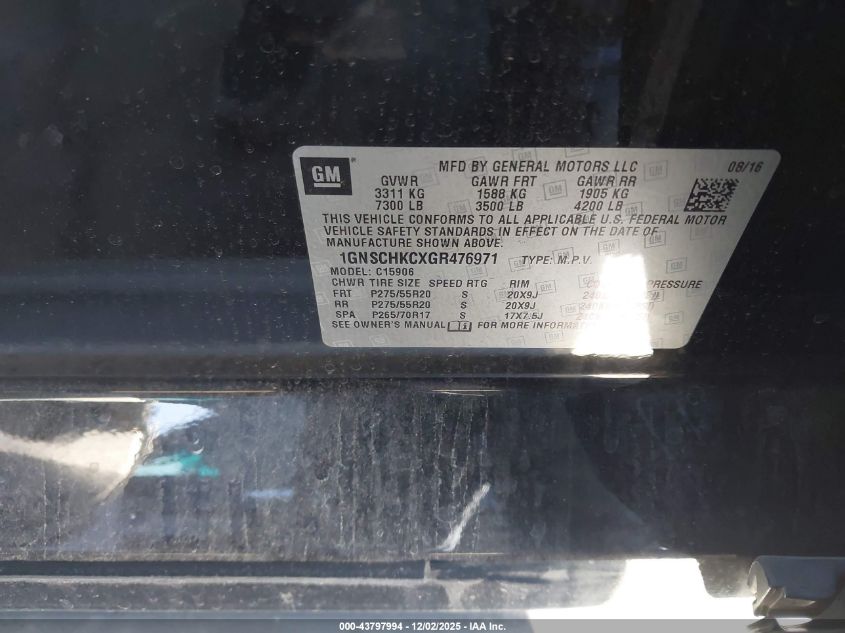 GM
MFD BY GENERAL MOTORS LLC 08/16
GVWR GAWR FRT GAWR RR
3311 KG 1588 KG 1905 KG
7300 LB 3500 LB 4200 LB
THIS VEHICLE CONFORMS TO ALL APPLICABLE U.S. FEDERAL MOTOR
VEHICLE SAFETY STANDARDS IN EFFECT ON THE DATE OF
MANUFACTURE SHOWN ABOVE.
1GNSCHKCXGR476971 TYPE: M.P.V.
MODEL: C15906
CHWR TIRE SIZE SPEED RTG RIM PRESSURE
FRT P275/55R20 S 20X9J
RR P275/55R20 S 20X9J
SPA P265/70R17 S 17X7.5J
SEE OWNER'S MANUAL FOR MORE INFORMATION
000-43797994 | 12/02/2025 - IAA Inc.